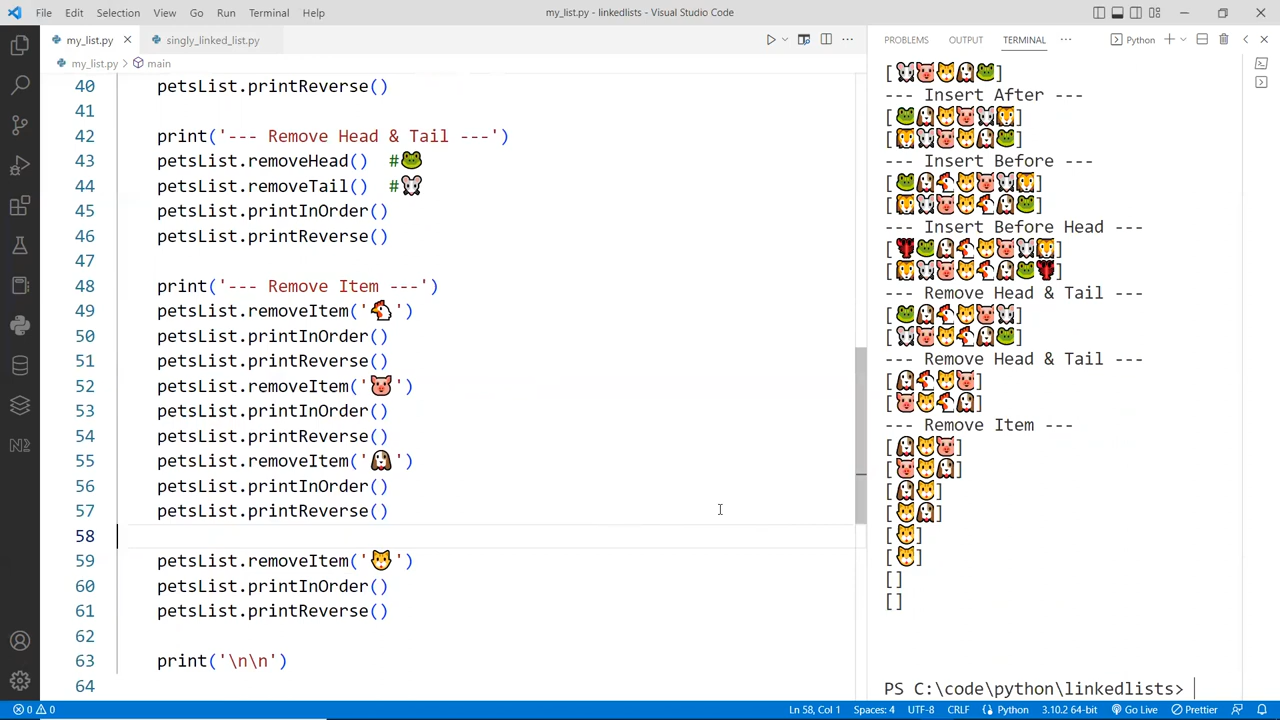 File Edit Selection View Go Run Terminal Help my_list.py - linkedlists - Visual Studio Code
my_list.py singly_linked_list.py
my_list.py > main
40 petsList.printReverse()
41
42 print('--- Remove Head & Tail ---')
43 petsList.removeHead() #🐸
44 petsList.removeTail() #🐭
45 petsList.printInOrder()
46 petsList.printReverse()
47
48 print('--- Remove Item ---')
49 petsList.removeItem('🐔')
50 petsList.printInOrder()
51 petsList.printReverse()
52 petsList.removeItem('🐷')
53 petsList.printInOrder()
54 petsList.printReverse()
55 petsList.removeItem('🐶')
56 petsList.printInOrder()
57 petsList.printReverse()
58
59 petsList.removeItem('🐱')
60 petsList.printInOrder()
61 petsList.printReverse()
62
63 print('\n\n')
64
PROBLEMS OUTPUT TERMINAL ··· Python
[🐭🐷🐱🐶🐸]
--- Insert After ---
[🐸🐶🐱🐷🐭🐯]
[🐯🐭🐷🐱🐶🐸]
--- Insert Before ---
[🐸🐶🐔🐱🐷🐭🐯]
[🐯🐭🐷🐱🐔🐶🐸]
--- Insert Before Head ---
[🦞🐸🐶🐔🐱🐷🐭🐯]
[🐯🐭🐷🐱🐔🐶🐸🦞]
--- Remove Head & Tail ---
[🐸🐶🐔🐱🐷🐭]
[🐭🐷🐱🐔🐶🐸]
--- Remove Head & Tail ---
[🐶🐔🐱🐷]
[🐷🐱🐔🐶]
--- Remove Item ---
[🐶🐱🐷]
[🐷🐱🐶]
[🐶🐱]
[🐱🐶]
[🐱]
[🐱]
[]
[]
PS C:\code\python\linkedlists>
0 0 Ln 58, Col 1 Spaces: 4 UTF-8 CRLF Python 3.10.2 64-bit Go Live Prettier